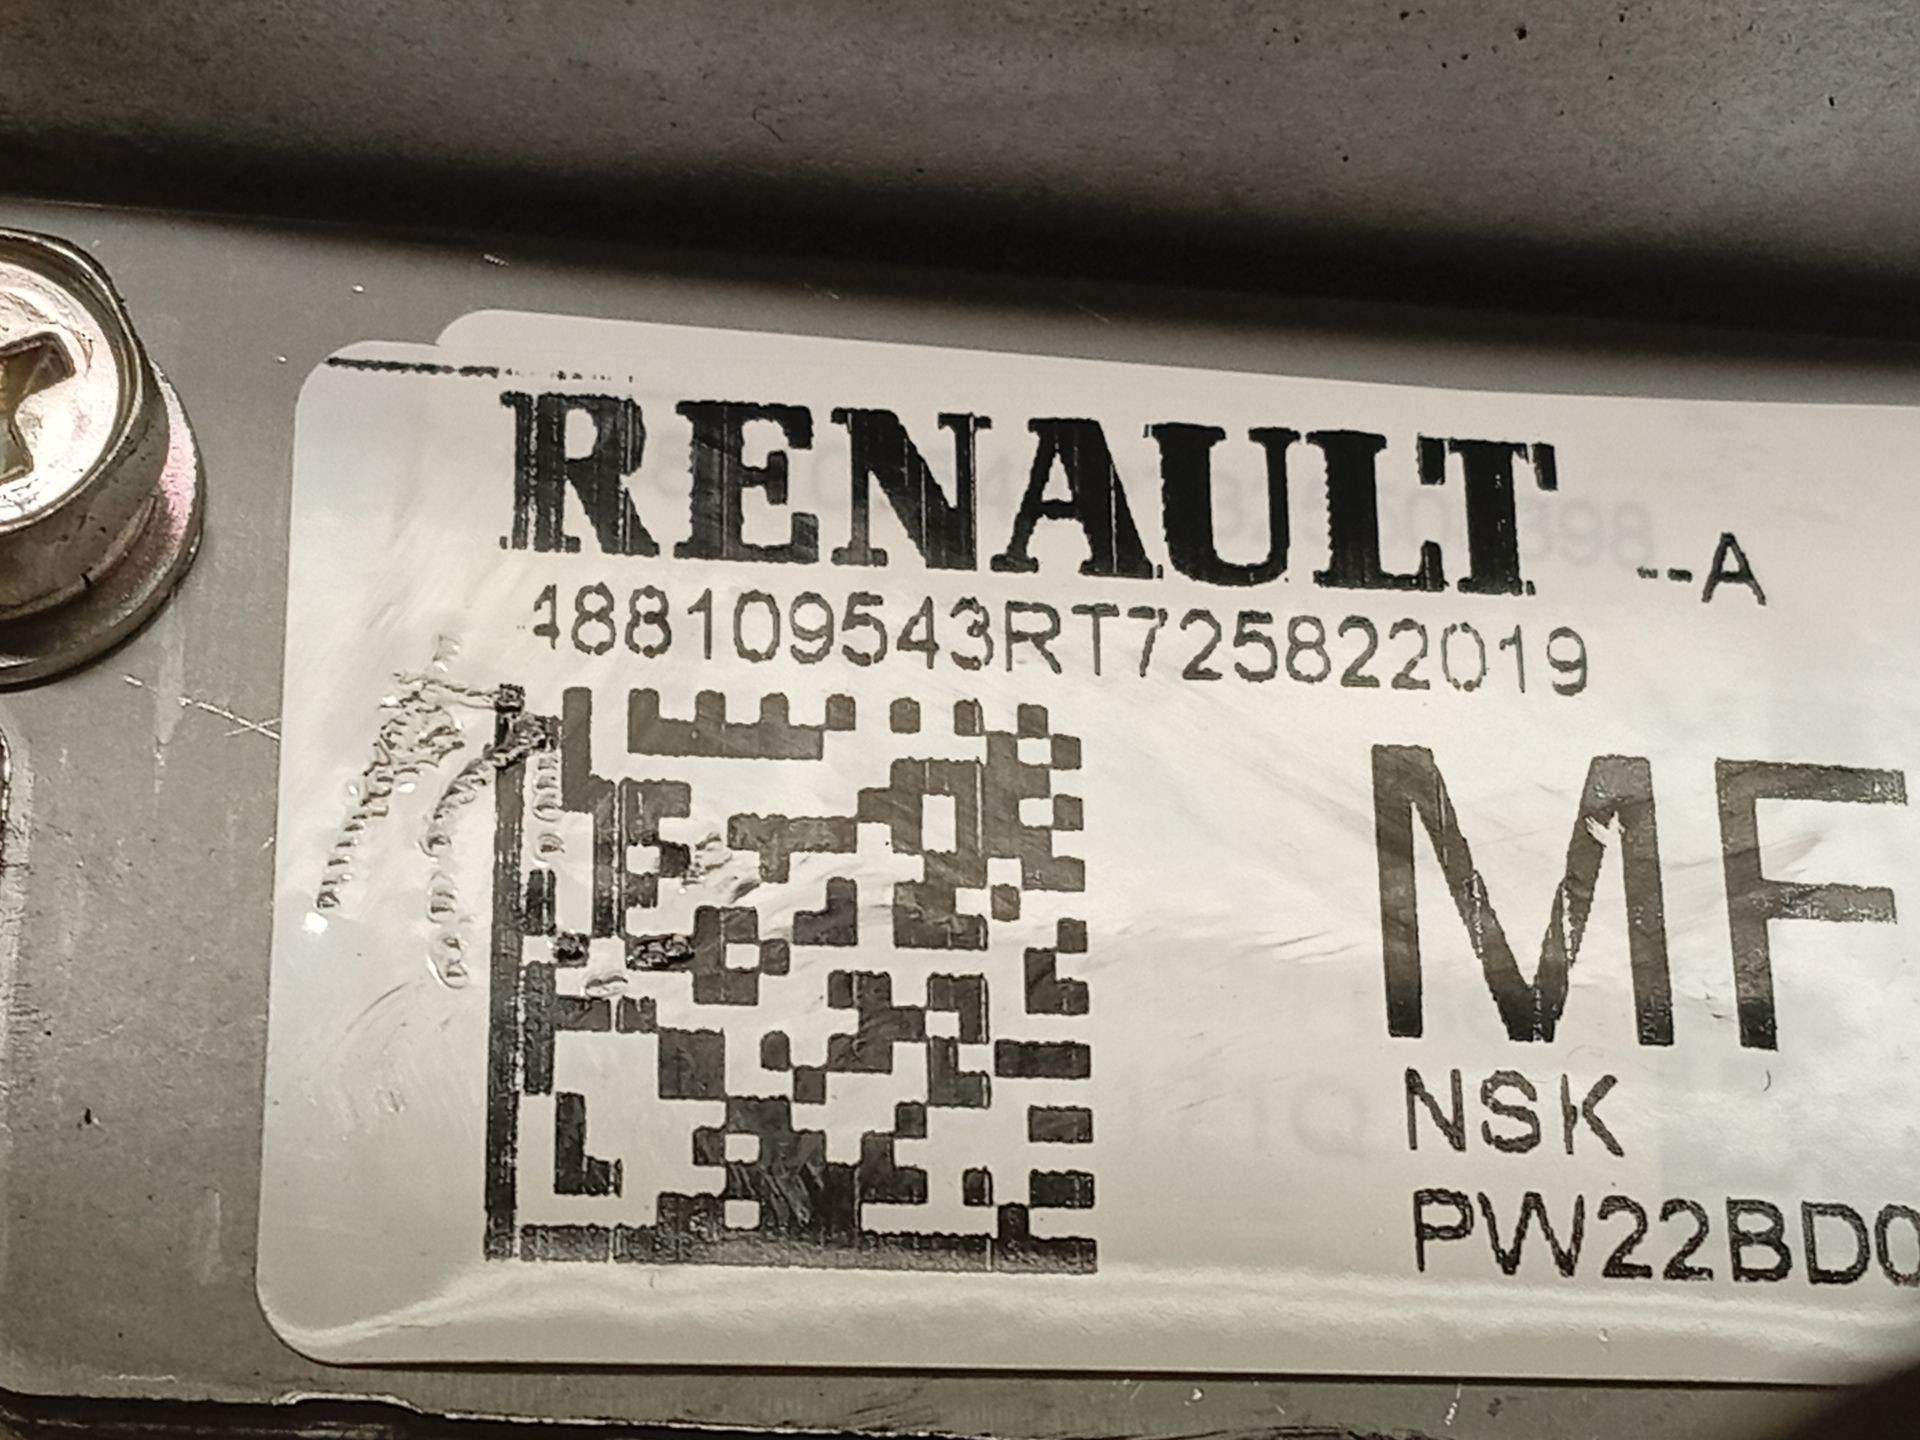 RENAULT --A
488109543RT725822019
MF
NSK
PW22BD0